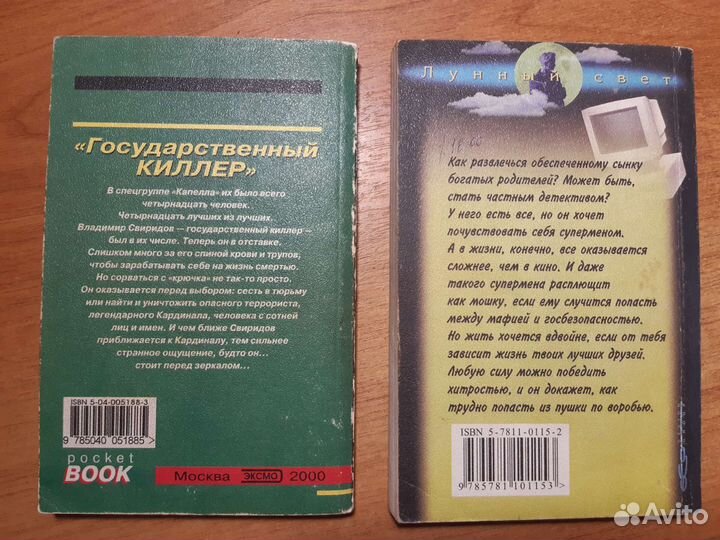 «Государственный
КИЛЛЕР»
В спецгруппе «Капелла» их было всего
четырнадцать человек.
Четырнадцать лучших из лучших.
Владимир Свиридов – государственный киллер –
был в их числе. Теперь он в отставке.
Слишком много за его спиной крови и трупов,
чтобы зарабатывать себе на жизнь смертью.
Но сорваться с «крючка» не так-то просто.
Он оказывается перед выбором: сесть в тюрьму
или найти и уничтожить опасного террориста,
легендарного Кардинала, человека с сотней
лиц и имен. И чем ближе Свиридов
приближается к Кардиналу, тем сильнее
странное ощущение, будто он...
стоит перед зеркалом...
ISBN 5-04-005188-3
9 785040 051885
pocket
BOOK
Москва ЭКСМО 2000
Лунный свет
Как развлечься обеспеченному сынку
богатых родителей? Может быть,
стать частным детективом?
У него есть все, но он хочет
почувствовать себя суперменом.
А в жизни, конечно, все оказывается
сложнее, чем в кино. И даже
такого супермена расплющит
как мошку, если ему случится попасть
между мафией и госбезопасностью.
Но жить хочется вдвойне, если от тебя
зависит жизнь твоих лучших друзей.
Любую силу можно победить
хитростью, и он докажет, как
трудно попасть из пушки по воробью.
ISBN 5-7811-0115-2
9 785781 101153
Avito